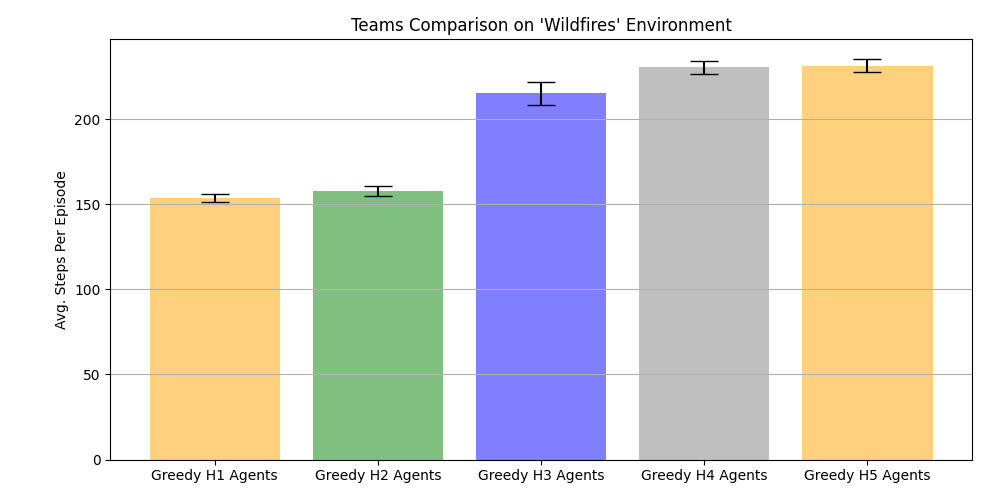 Teams Comparison on 'Wildfires' Environment
Avg. Steps Per Episode
200
150
100
50
0
Greedy H1 Agents Greedy H2 Agents Greedy H3 Agents Greedy H4 Agents Greedy H5 Agents